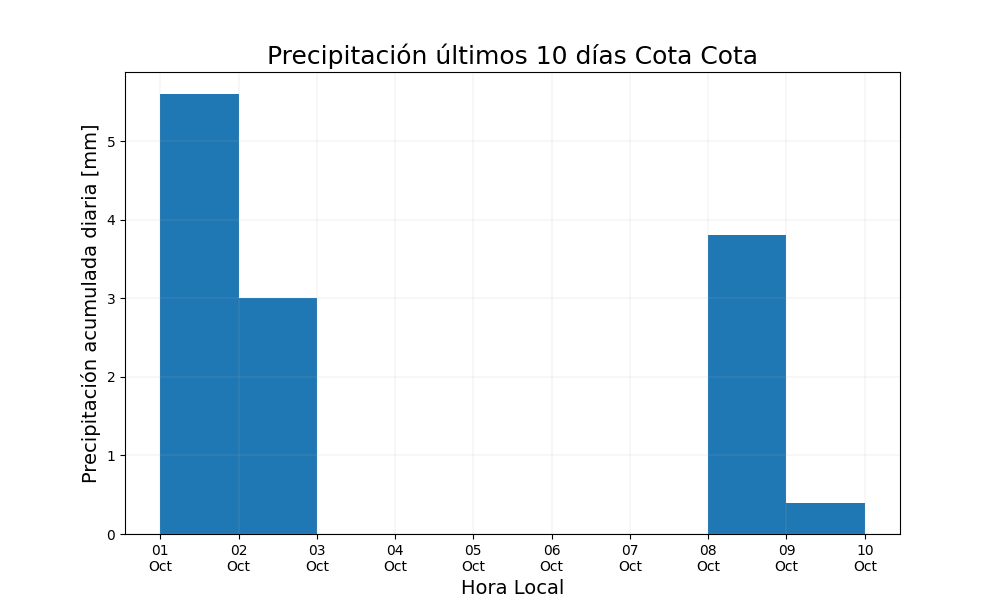 Precipitación últimos 10 días Cota Cota
Precipitación acumulada diaria [mm]
5
4
3
2
1
0
01 02 03 04 05 06 07 08 09 10
Oct Oct Oct Oct Oct Oct Oct Oct Oct Oct
Hora Local